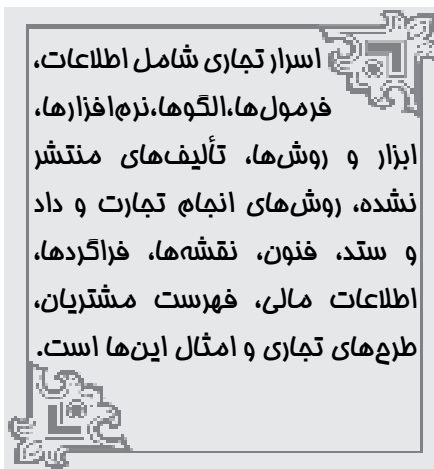 اسرار تجاری شامل اطلاعات،
فرمول‌ها،الگوها،نرم‌افزارها،
ابزار و روش‌ها، تألیف‌های منتشر
نشده، روش‌های انجام تجارت و داد
و ستد، فنون، نقشه‌ها، فراگردها،
اطلاعات مالی، فهرست مشتریان،
طرح‌های تجاری و امثال این‌ها است.